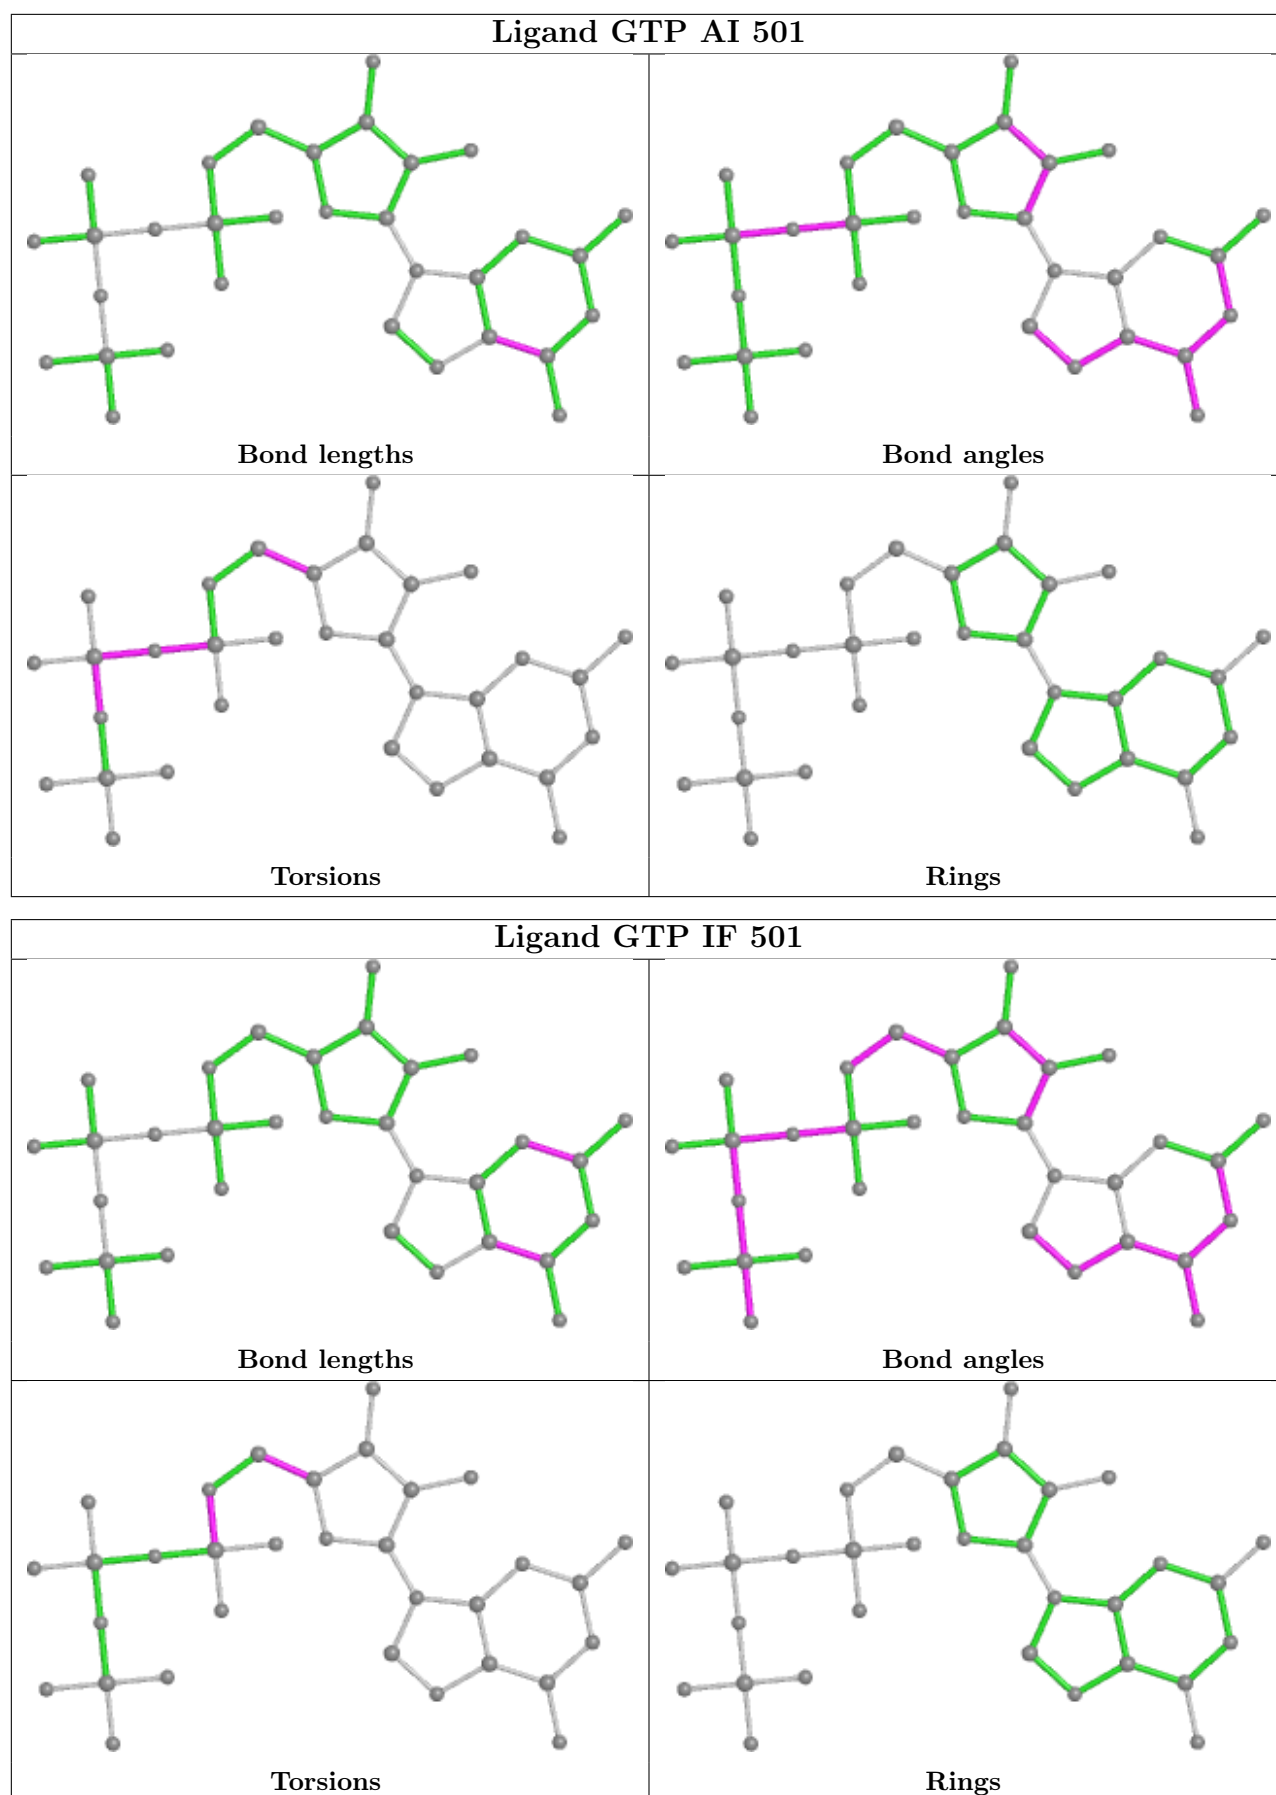 Ligand GTP AI 501
Bond lengths
Bond angles
Torsions
Rings
Ligand GTP IF 501
Bond lengths
Bond angles
Torsions
Rings